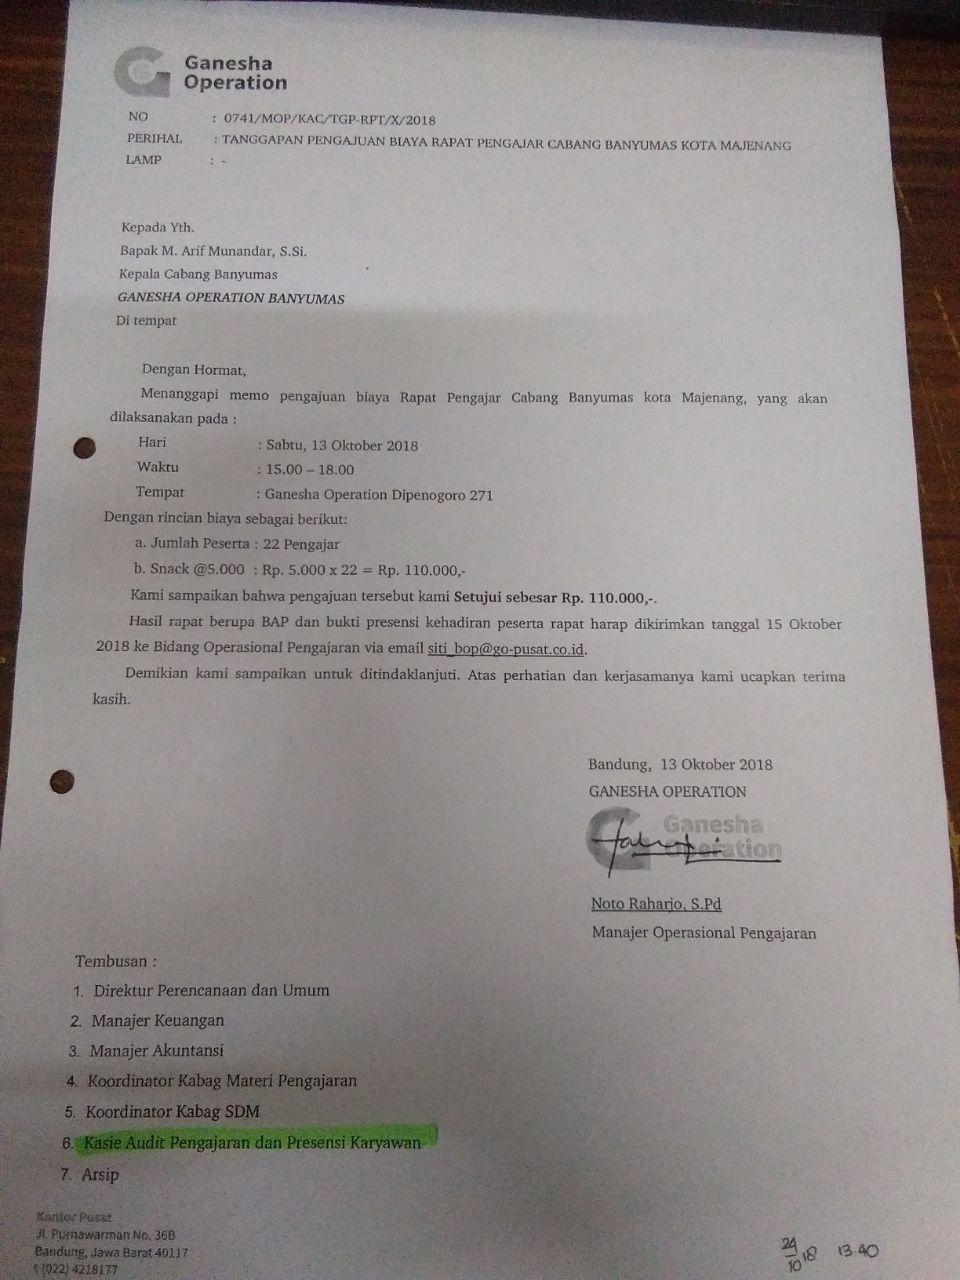 Ganesha
Operation
NO : 0741/MOP/KAC/TGP-RPT/X/2018
PERIHAL : TANGGAPAN PENGAJUAN BIAYA RAPAT PENGAJAR CABANG BANYUMAS KOTA MAJENANG
LAMP : -
Kepada Yth.
Bapak M. Arif Munandar, S.Si.
Kepala Cabang Banyumas
GANESHA OPERATION BANYUMAS
Di tempat
Dengan Hormat,
Menanggapi memo pengajuan biaya Rapat Pengajar Cabang Banyumas kota Majenang, yang akan
dilaksanakan pada :
Hari : Sabtu, 13 Oktober 2018
Waktu : 15.00 – 18.00
Tempat : Ganesha Operation Dipenogoro 271
Dengan rincian biaya sebagai berikut:
a. Jumlah Peserta : 22 Pengajar
b. Snack @5.000 : Rp. 5.000 x 22 = Rp. 110.000,-
Kami sampaikan bahwa pengajuan tersebut kami Setujui sebesar Rp. 110.000,-.
Hasil rapat berupa BAP dan bukti presensi kehadiran peserta rapat harap dikirimkan tanggal 15 Oktober
2018 ke Bidang Operasional Pengajaran via email siti_bop@go-pusat.co.id.
Demikian kami sampaikan untuk ditindaklanjuti. Atas perhatian dan kerjasamanya kami ucapkan terima
kasih.
Bandung, 13 Oktober 2018
GANESHA OPERATION
Ganesha
Operation
Noto Raharjo, S.Pd
Manajer Operasional Pengajaran
Tembusan :
1. Direktur Perencanaan dan Umum
2. Manajer Keuangan
3. Manajer Akuntansi
4. Koordinator Kabag Materi Pengajaran
5. Koordinator Kabag SDM
6. Kasie Audit Pengajaran dan Presensi Karyawan
7. Arsip
Kantor Pusat
Jl. Purnawarman No. 36B
Bandung, Jawa Barat 40117
t (022) 4218177
24/10 18 13.40